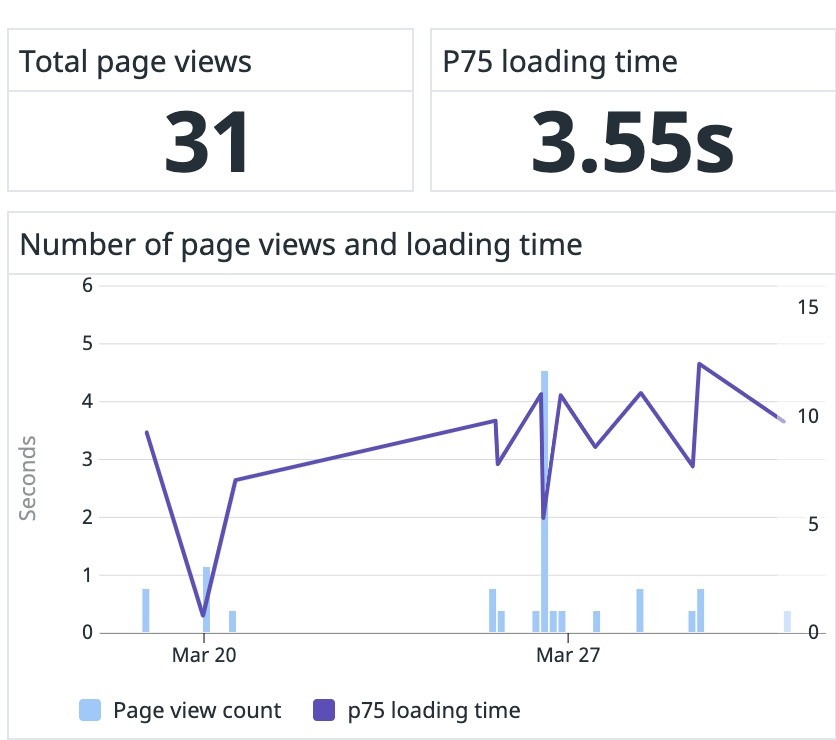 Total page views
P75 loading time
31
3.55s
Number of page views and loading time
6
5
4
3
2
1
0
Seconds
15
10
5
0
Mar 20
Mar 27
Page view count
p75 loading time